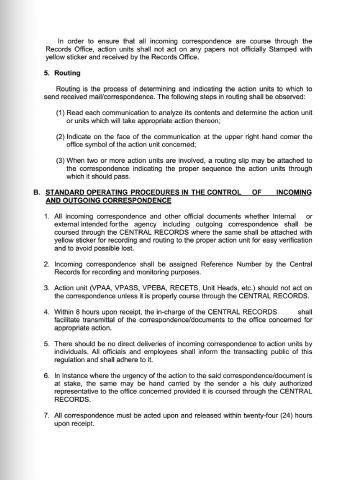 In order to ensure that all incoming correspondence are course through the
Records Office, action units shall not act on any papers not officially Stamped with
yellow sticker and received by the Records Office.
5. Routing
Routing is the process of determining and indicating the action units to which to
send received mail/correspondence. The following steps in routing shall be observed:
(1) Read each communication to analyze its contents and determine the action unit
or units which will take appropriate action thereon;
(2) Indicate on the face of the communication at the upper right hand corner the
office symbol of the action unit concerned;
(3) When two or more action units are involved, a routing slip may be attached to
the correspondence indicating the proper sequence the action units through
which it should pass.
B. STANDARD OPERATING PROCEDURES IN THE CONTROL OF INCOMING
AND OUTGOING CORRESPONDENCE
1. All incoming correspondence and other official documents whether Internal or
external intended forthe agency including outgoing correspondence shall be
coursed through the CENTRAL RECORDS where the same shall be attached with
yellow sticker for recording and routing to the proper action unit for easy verification
and to avoid possible lost.
2. Incoming correspondence shall be assigned Reference Number by the Central
Records for recording and monitoring purposes.
3. Action unit (VPAA, VPASS, VPEBA, RECETS, Unit Heads, etc.) should not act on
the correspondence unless it is properly course through the CENTRAL RECORDS.
4. Within 8 hours upon receipt, the in-charge of the CENTRAL RECORDS shall
facilitate transmittal of the correspondence/documents to the office concerned for
appropriate action.
5. There should be no direct deliveries of incoming correspondence to action units by
individuals. All officials and employees shall inform the transacting public of this
regulation and shall adhere to it.
6. In instance where the urgency of the action to the said correspondence/document is
at stake, the same may be hand carried by the sender a his duly authorized
representative to the office concerned provided it is coursed through the CENTRAL
RECORDS.
7. All correspondence must be acted upon and released within twenty-four (24) hours
upon receipt.